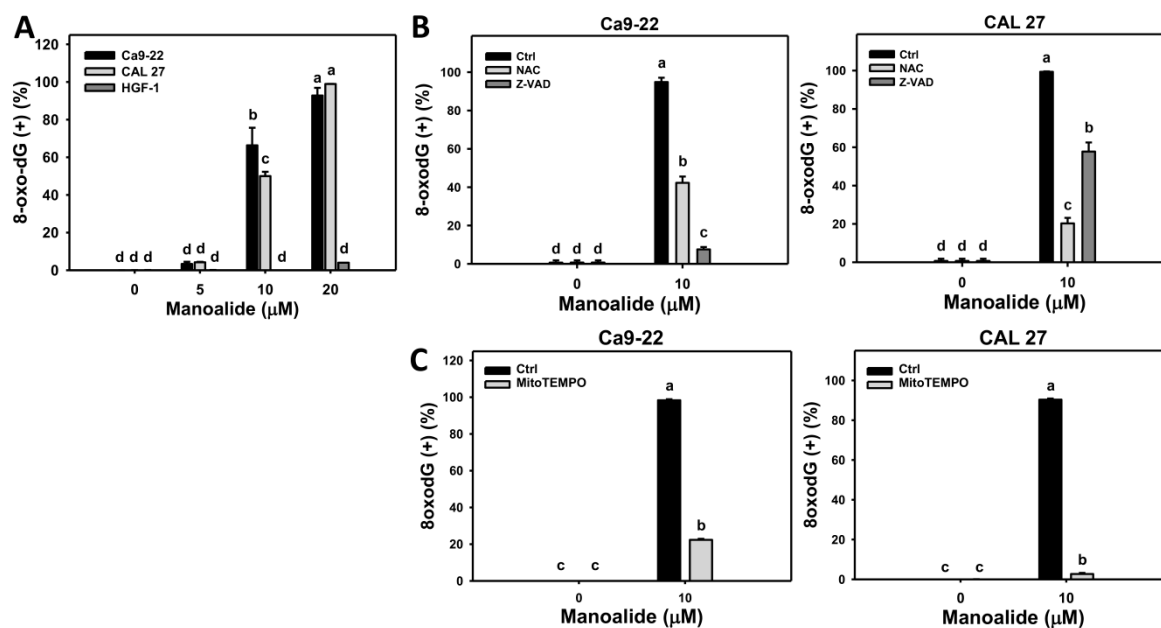 A
8-oxo-dG (+) (%)
120
100
80
60
40
20
0
Ca9-22
CAL 27
HGF-1
d d d
d d d
b
c
d
a a
d
0 5 10 20
Manoalide (μM)
B
Ca9-22
8-oxodG (+) (%)
100
80
60
40
20
0
Ctrl
NAC
Z-VAD
d d d
a
b
c
0 10
Manoalide (μM)
CAL 27
8-oxodG (+) (%)
100
80
60
40
20
0
Ctrl
NAC
Z-VAD
d d d
a
c
b
0 10
Manoalide (μM)
C
Ca9-22
8oxodG (+) (%)
120
100
80
60
40
20
0
Ctrl
MitoTEMPO
c c
a
b
0 10
Manoalide (μM)
CAL 27
8oxodG (+) (%)
100
80
60
40
20
0
Ctrl
MitoTEMPO
c c
a
b
0 10
Manoalide (μM)